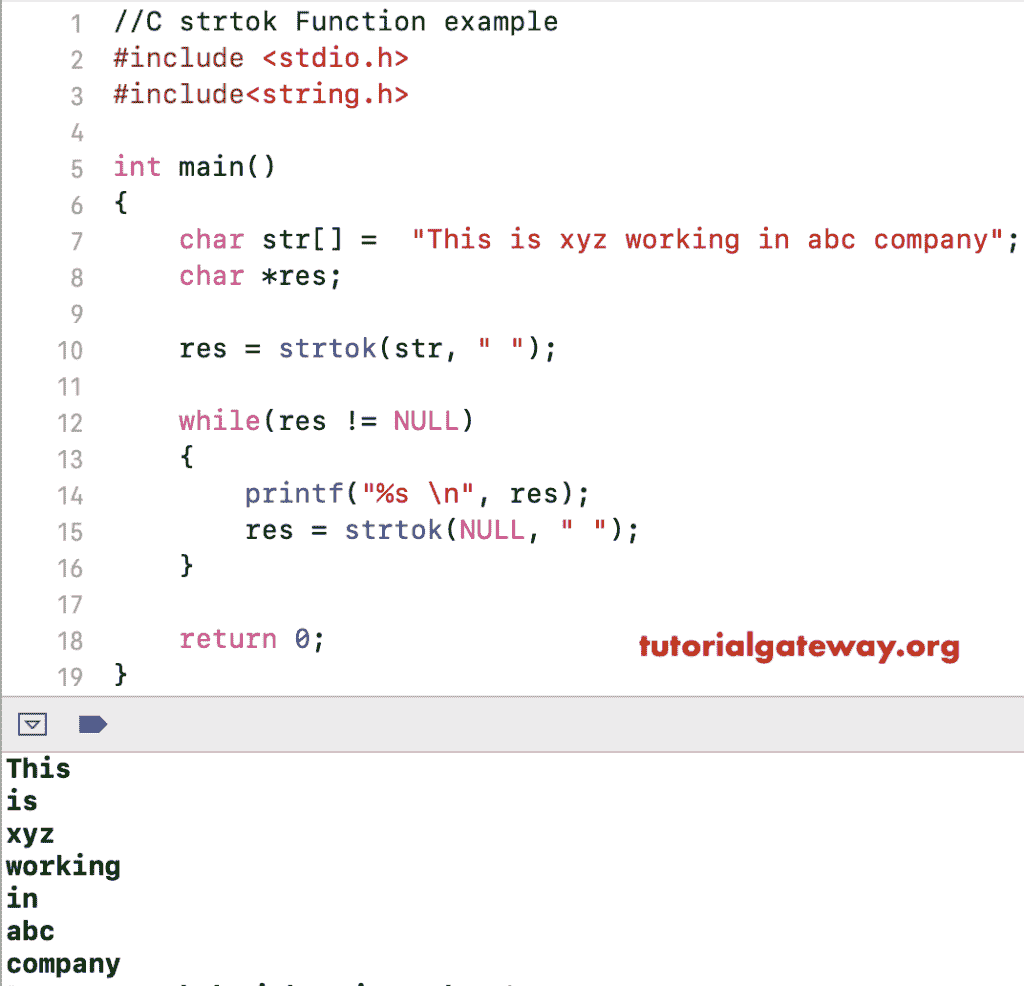 1 //C strtok Function example
2 #include <stdio.h>
3 #include<string.h>
4
5 int main()
6 {
7 char str[] =  "This is xyz working in abc company";
8 char *res;
9
10 res = strtok(str, " ");
11
12 while(res != NULL)
13 {
14 printf("%s \n", res);
15 res = strtok(NULL, " ");
16 }
17
18 return 0;
tutorialgateway.org
19 }
This
is
xyz
working
in
abc
company